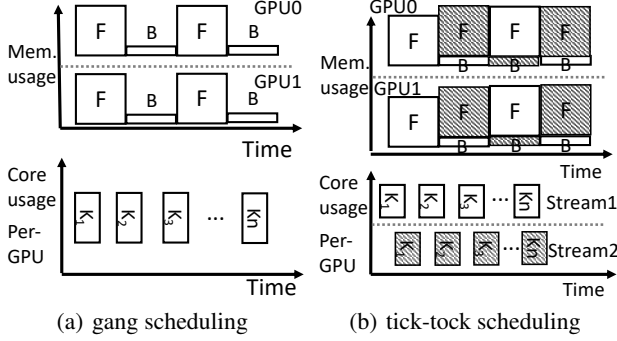 GPU0
F B F B
Mem.
usage
GPU1
F B F B
Time
Core
usage
Per-
GPU
K1 K2 K3 ... Kn
Time
(a) gang scheduling
GPU0
F F F F
B B B
Mem.
usage
GPU1
F F F F
B B B
Time
Core
usage
K1 K2 K3 ... Kn Stream1
Per-
GPU
K1 K2 K3 ... Kn Stream2
Time
(b) tick-tock scheduling